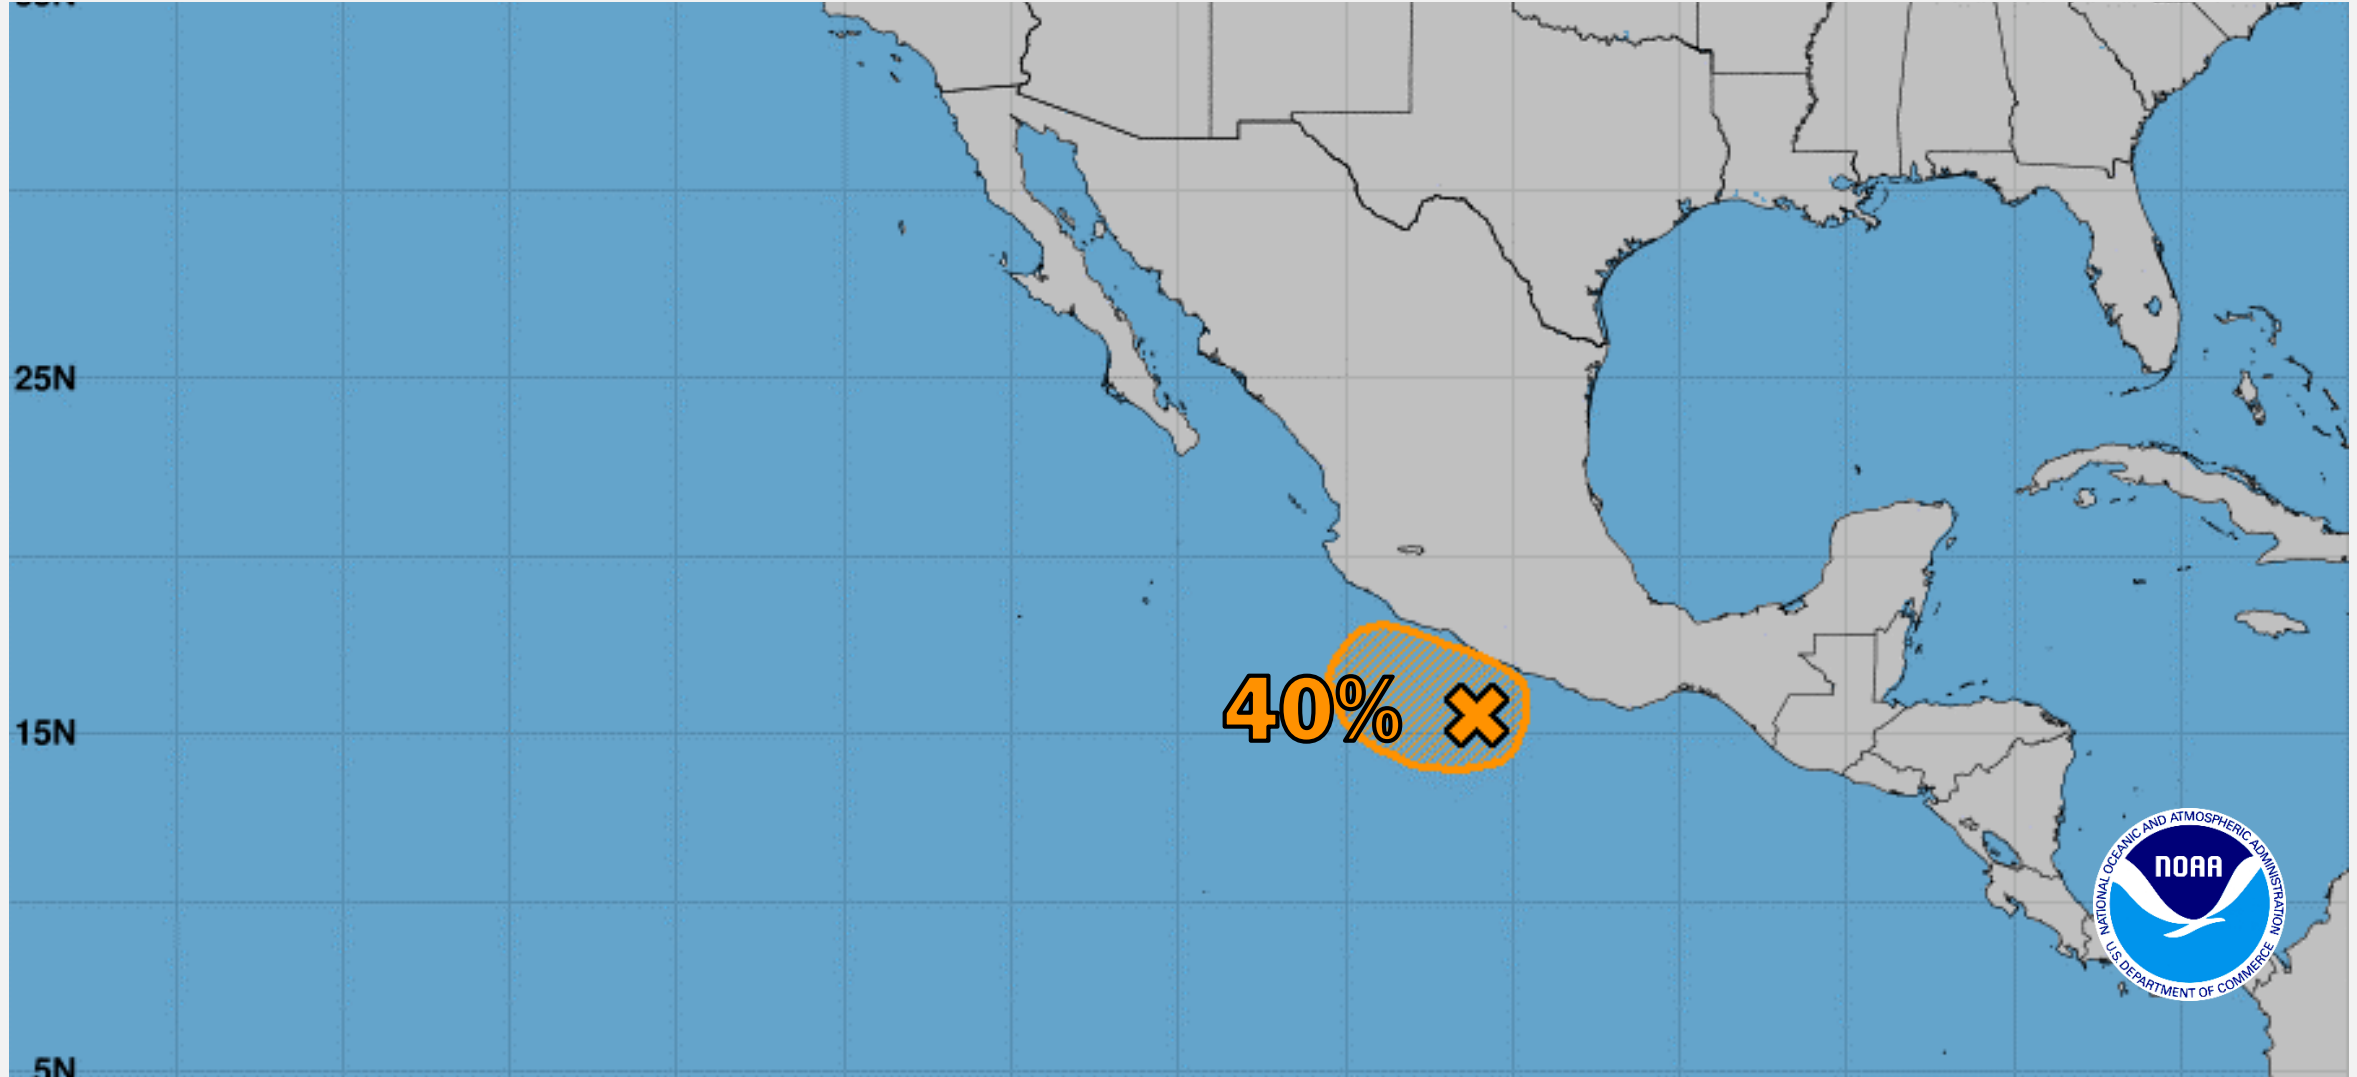 25N
40%
15N
NOAA
NATIONAL OCEANIC AND ATMOSPHERIC ADMINISTRATION
U.S. DEPARTMENT OF COMMERCE
5N